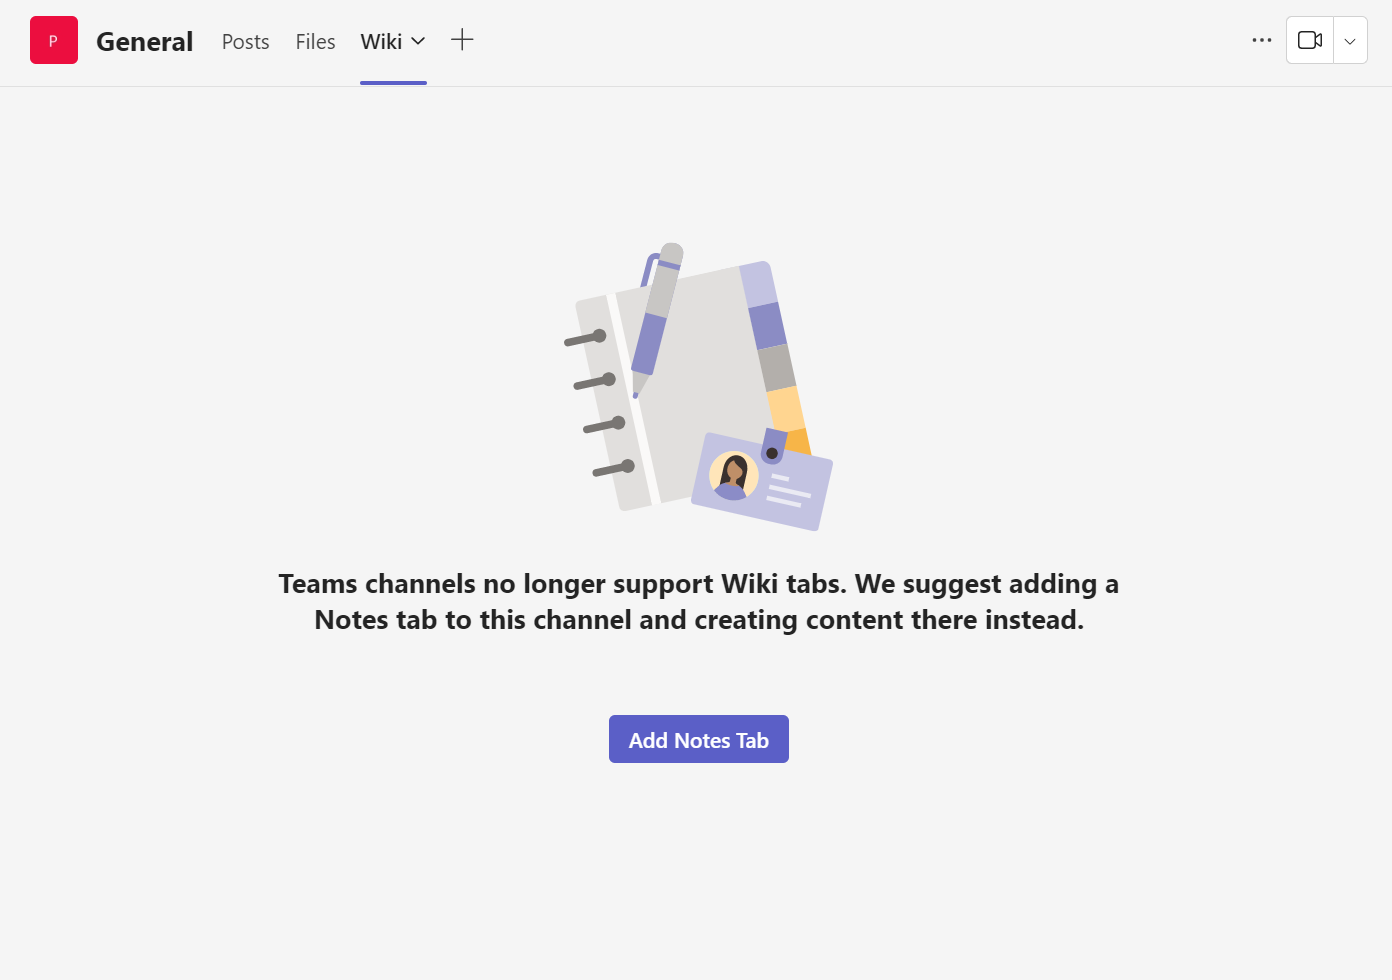 P General Posts Files Wiki
Teams channels no longer support Wiki tabs. We suggest adding a
Notes tab to this channel and creating content there instead.
Add Notes Tab